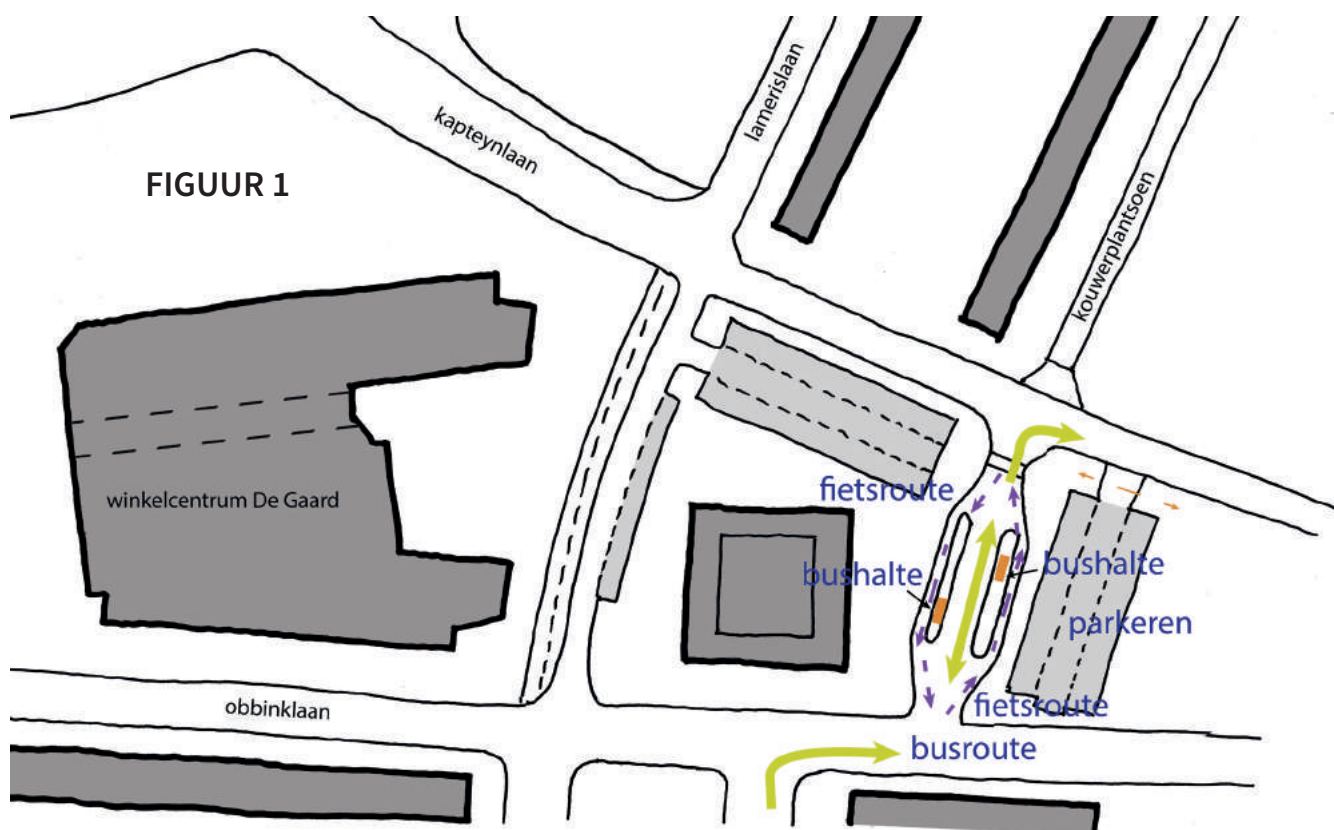 kapteynlaan
lamerislaan
kouwerplantsoen
FIGUUR 1
winkelcentrum De Gaard
fietsroute
bushalte
bushalte
parkeren
fietsroute
obbinklaan
busroute